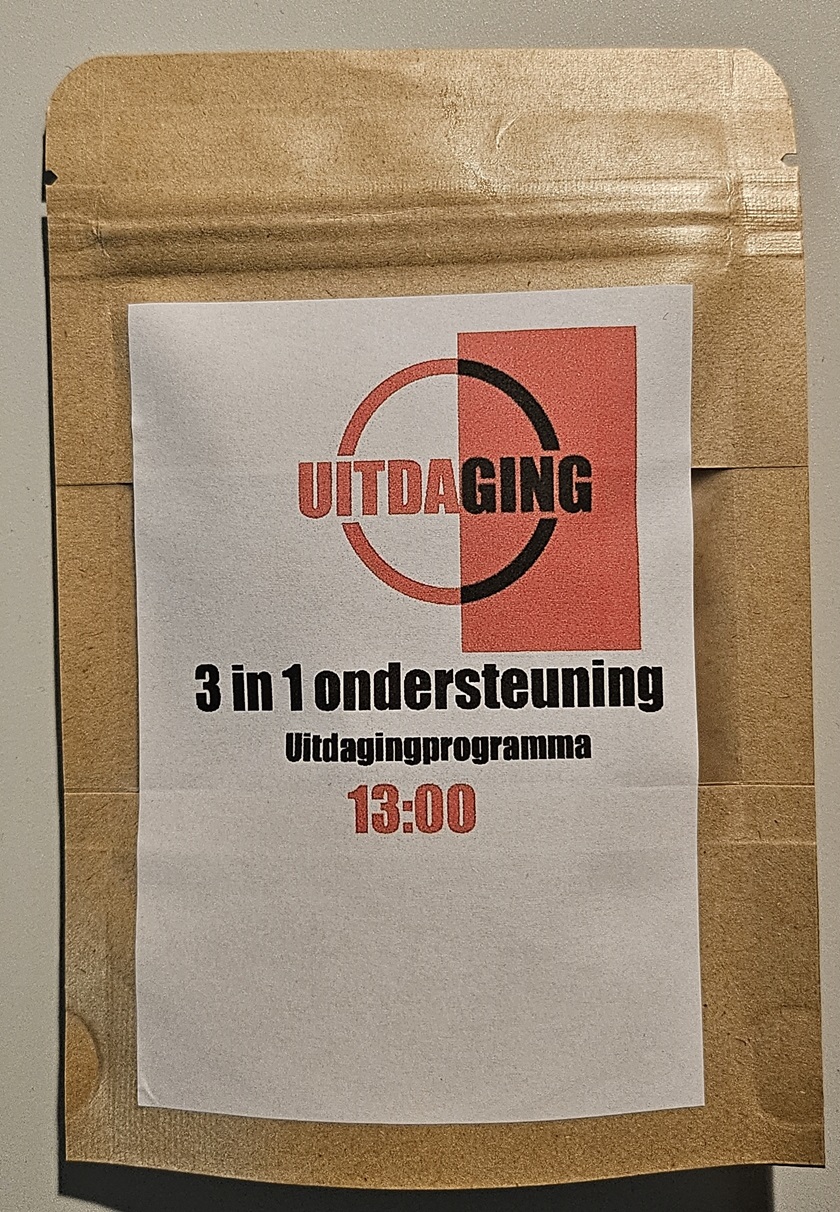 UITDAGING
3 in 1 ondersteuning
Uitdagingprogramma
13:00